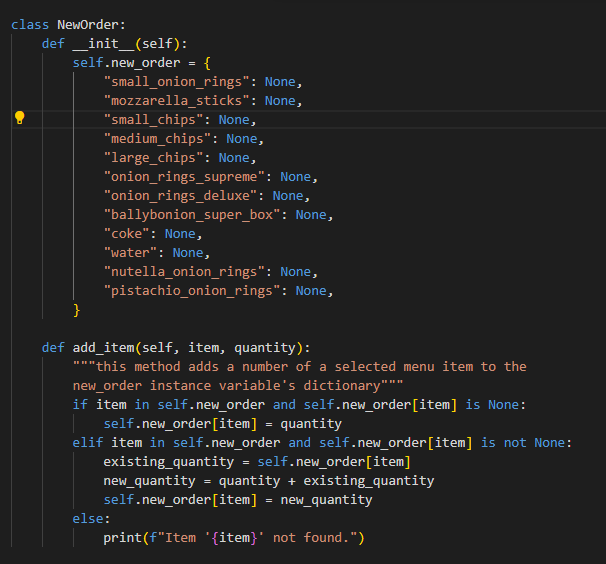 class NewOrder:
    def __init__(self):
        self.new_order = {
            "small_onion_rings": None,
            "mozzarella_sticks": None,
            "small_chips": None,
            "medium_chips": None,
            "large_chips": None,
            "onion_rings_supreme": None,
            "onion_rings_deluxe": None,
            "ballybonion_super_box": None,
            "coke": None,
            "water": None,
            "nutella_onion_rings": None,
            "pistachio_onion_rings": None,
        }
    def add_item(self, item, quantity):
        """this method adds a number of a selected menu item to the
        new_order instance variable's dictionary"""
        if item in self.new_order and self.new_order[item] is None:
            self.new_order[item] = quantity
        elif item in self.new_order and self.new_order[item] is not None:
            existing_quantity = self.new_order[item]
            new_quantity = quantity + existing_quantity
            self.new_order[item] = new_quantity
        else:
            print(f"Item '{item}' not found.")